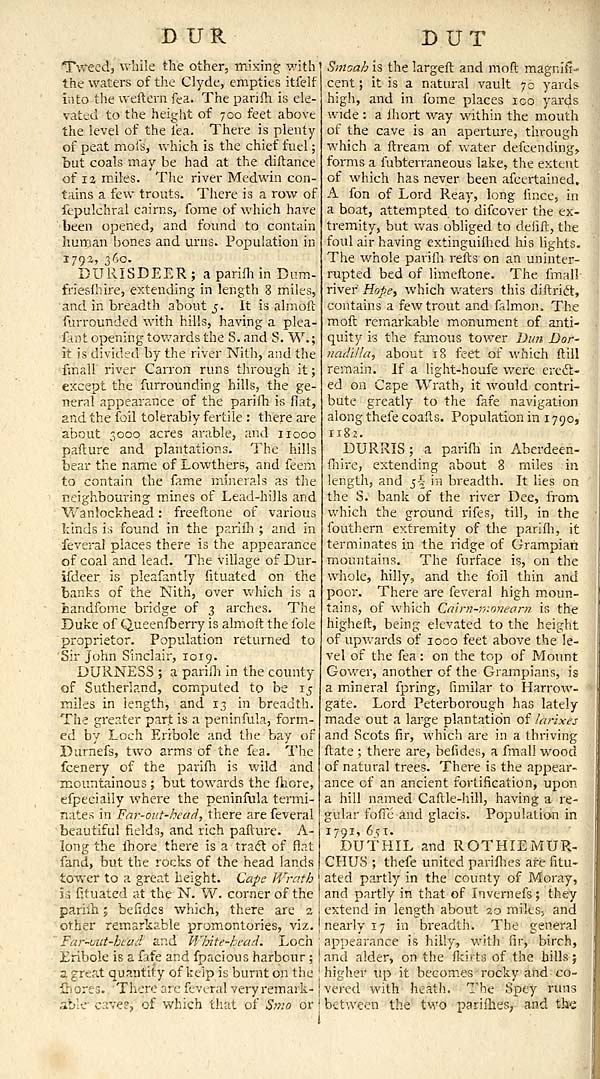 DUR
DUT
Tweed, while the other, mixing with
the waters of the Clyde, empties itſelf
into the weſtern ſea. The pariſh is ele-
vated to the height of 700 feet above
the level of the ſea. There is plenty
of peat moſs, which is the chief fuel;
but coals may be had at the diſtance
of 12 miles. The river Medwin con-
tains a few trouts. There is a row of
ſepulchral cairns, ſome of which have
been opened, and found to contain
human bones and urns. Population in
1792, 360.
DURISDEER; a pariſh in Dum-
friesſhire, extending in length 8 miles,
and in breadth about 5. It is almoſt
ſurrounded with hills, having a plea-
ſant opening towards the S. and S. W.;
it is divided by the river Nith, and the
ſmall river Carron runs through it;
except the ſurrounding hills, the ge-
neral appearance of the pariſh is flat,
and the ſoil tolerably fertile: there are
about 3000 acres arable, and 11000
paſture and plantations. The hills
bear the name of Lowthers, and ſeem
to contain the ſame minerals as the
neighbouring mines of Lead-hills and
Wanlockhead: freeſtone of various
kinds is found in the pariſh; and in
ſeveral places there is the appearance
of coal and lead. The village of Dur-
iſdeer is pleaſantly ſituated on the
banks of the Nith, over which is a
handſome bridge of 3 arches. The
Duke of Queenſberry is almoſt the ſole
proprietor. Population returned to
Sir John Sinclair, 1019.
DURNESS; a pariſh in the county
of Sutherland, computed to be 15
miles in length, and 13 in breadth.
The greater part is a peninſula, form-
ed by Loch Eribole and the bay of
Durneſs, two arms of the ſea. The
ſcenery of the pariſh is wild and
mountainous; but towards the ſhore,
eſpecially where the peninſula termi-
nates in Far-out-head, there are ſeveral
beautiful fields, and rich paſture. A-
long the ſhore there is a tract of flat
ſand, but the rocks of the head lands
tower to a great height. Cape Wrath
is ſituated at the N. W. corner of the
pariſh; beſides which, there are 2
other remarkable promontories, viz.
Far-out-head and White-head. Loch
Eribole is a ſafe and ſpacious harbour;
a great quantity of kelp is burnt on the
ſhores. There are ſeveral very remark-
able caves, of which that of Smo or
Smoah is the largeſt and moſt magnifi-
cent; it is a natural vault 70 yards
high, and in ſome places 100 yards
wide: a ſhort way within the mouth
of the cave is an aperture, through
which a ſtream of water deſcending,
forms a ſubterraneous lake, the extent
of which has never been aſcertained.
A ſon of Lord Reay, long ſince, in
a boat, attempted to diſcover the ex-
tremity, but was obliged to deſiſt, the
foul air having extinguiſhed his lights.
The whole pariſh reſts on an uninter-
rupted bed of limeſtone. The ſmall
river Hope, which waters this diſtrict,
contains a few trout and ſalmon. The
moſt remarkable monument of anti-
quity is the famous tower Dun Dor-
nadilla, about 18 feet of which ſtill
remain. If a light-houſe were erect-
ed on Cape Wrath, it would contri-
bute greatly to the ſafe navigation
along theſe coaſts. Population in 1790,
1182.
DURRIS; a pariſh in Aberdeen-
ſhire, extending about 8 miles in
length, and 5½ in breadth. It lies on
the S. bank of the river Dee, from
which the ground riſes, till, in the
ſouthern extremity of the pariſh, it
terminates in the ridge of Grampian
mountains. The ſurface is, on the
whole, hilly, and the ſoil thin and
poor. There are ſeveral high moun-
tains, of which Cairn-monearn is the
higheſt, being elevated to the height
of upwards of 1000 feet above the le-
vel of the ſea: on the top of Mount
Gower, another of the Grampians, is
a mineral ſpring, ſimilar to Harrow-
gate. Lord Peterborough has lately
made out a large plantation of larixes
and Scots fir, which are in a thriving
ſtate; there are, beſides, a ſmall wood
of natural trees. There is the appear-
ance of an ancient fortification, upon
a hill named Caſtle-hill, having a re-
gular foſſé and glacis. Population in
1791, 651.
DUTHIL and ROTHIEMUR-
CHUS; theſe united pariſhes are ſitu-
ated partly in the county of Moray,
and partly in that of Inverneſs; they
extend in length about 20 miles, and
nearly 17 in breadth. The general
appearance is hilly, with fir, birch,
and alder, on the ſkirts of the hills;
higher up it becomes rocky and co-
vered with heath. The Spey runs
between the two pariſhes, and the